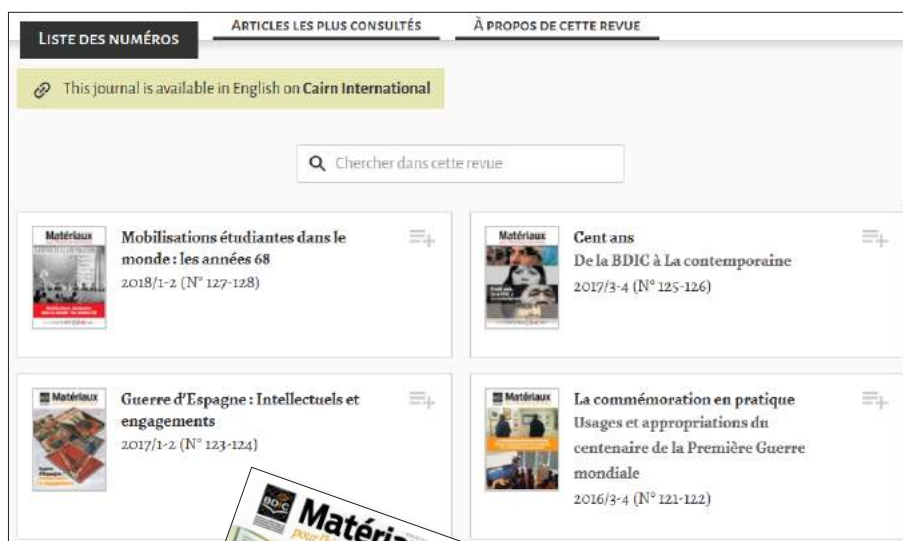 LISTE DES NUMÉROS
ARTICLES LES PLUS CONSULTÉS
À PROPOS DE CETTE REVUE
This journal is available in English on Cairn International
Chercher dans cette revue
Matériaux
Mobilisations étudiantes dans le
monde : les années 68
2018/1-2 (N° 127-128)
Matériaux
Cent ans
De la BDIC à La contemporaine
2017/3-4 (N° 125-126)
Matériaux
Guerre d'Espagne : Intellectuels et
engagements
2017/1-2 (N° 123-124)
Matériaux
La commémoration en pratique
Usages et appropriations du
centenaire de la Première Guerre
mondiale
2016/3-4 (N° 121-122)
BDIC